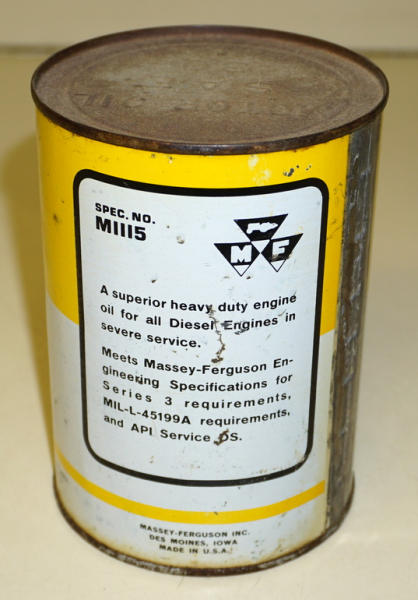 SPEC. NO.
M1115
M F
A superior heavy duty engine
oil for all Diesel Engines in
severe service.
Meets Massey-Ferguson En-
gineering Specifications for
Series 3 requirements,
MIL-L-45199A requirements,
and API Service DS.
MASSEY-FERGUSON INC.
DES MOINES, IOWA
MADE IN U.S.A.